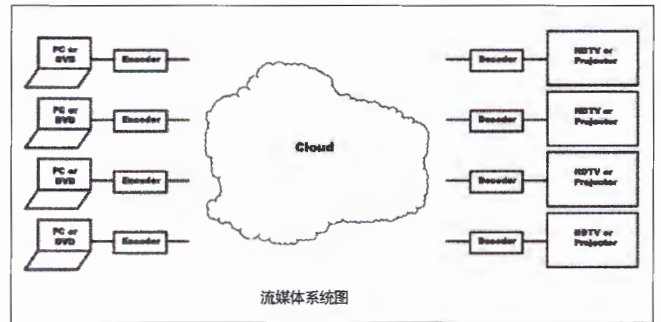 PC or
DVD
Encoder
Decoder
HDTV or
Projector
PC or
DVD
Encoder
Decoder
HDTV or
Projector
Cloud
PC or
DVD
Encoder
Decoder
HDTV or
Projector
PC or
DVD
Encoder
Decoder
HDTV or
Projector
流媒体系统图